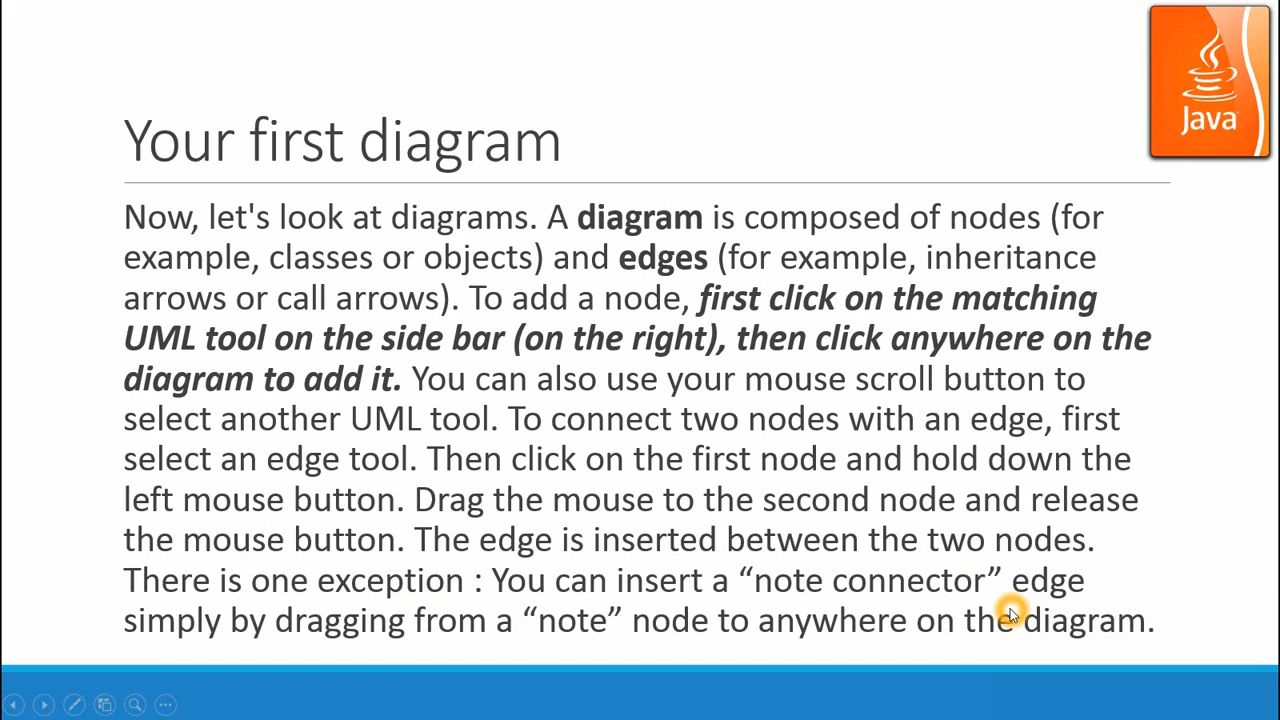 Java
Your first diagram
Now, let's look at diagrams. A diagram is composed of nodes (for
example, classes or objects) and edges (for example, inheritance
arrows or call arrows). To add a node, first click on the matching
UML tool on the side bar (on the right), then click anywhere on the
diagram to add it. You can also use your mouse scroll button to
select another UML tool. To connect two nodes with an edge, first
select an edge tool. Then click on the first node and hold down the
left mouse button. Drag the mouse to the second node and release
the mouse button. The edge is inserted between the two nodes.
There is one exception : You can insert a “note connector” edge
simply by dragging from a “note” node to anywhere on the diagram.